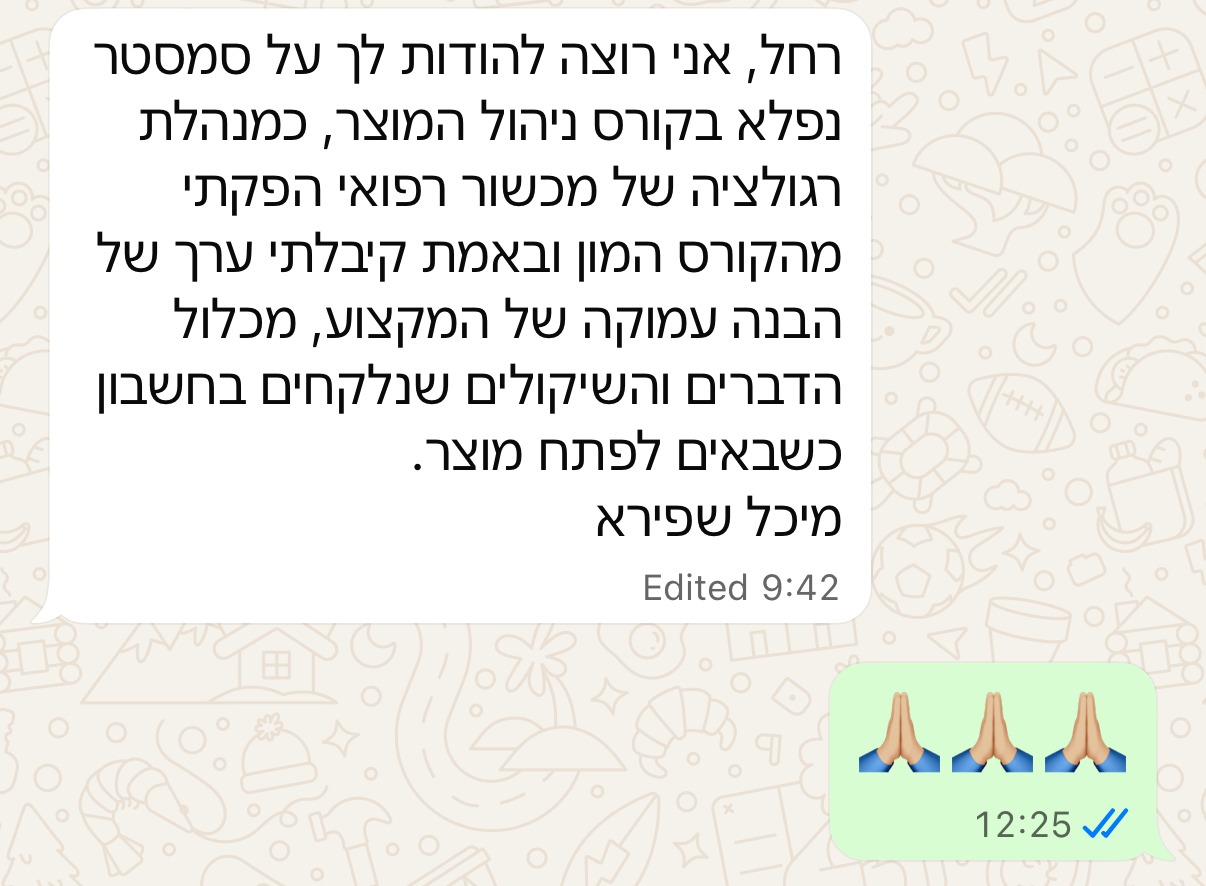 רחל, אני רוצה להודות לך על סמסטר
נפלא בקורס ניהול המוצר, כמנהלת
רגולציה של מכשור רפואי הפקתי
מהקורס המון ובאמת קיבלתי ערך של
הבנה עמוקה של המקצוע, מכלול
הדברים והשיקולים שנלקחים בחשבון
כשבאים לפתח מוצר.
מיכל שפירא
Edited 9:42
🙏🏼🙏🏼🙏🏼
12:25